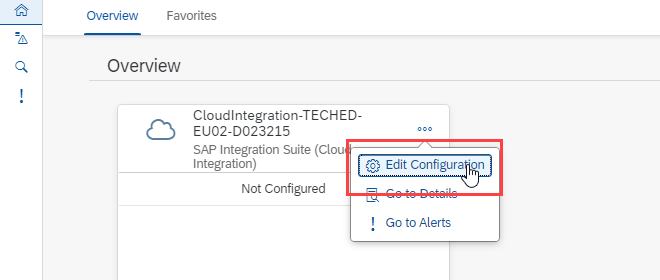 Overview
Favorites
Overview
CloudIntegration-TECHED-
EU02-D023215
SAP Integration Suite (Cloud
Integration)
Not Configured
Edit Configuration
Go to Details
Go to Alerts